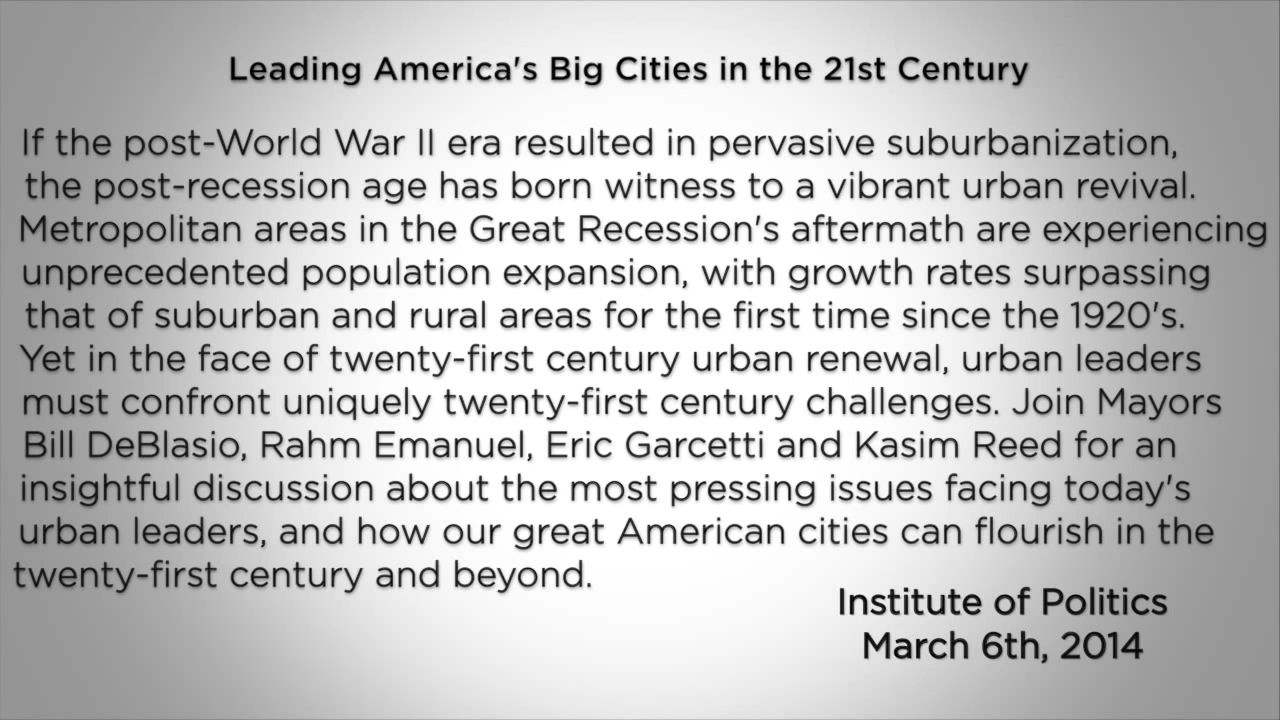 Leading America's Big Cities in the 21st Century
If the post-World War II era resulted in pervasive suburbanization,
the post-recession age has born witness to a vibrant urban revival.
Metropolitan areas in the Great Recession's aftermath are experiencing
unprecedented population expansion, with growth rates surpassing
that of suburban and rural areas for the first time since the 1920's.
Yet in the face of twenty-first century urban renewal, urban leaders
must confront uniquely twenty-first century challenges. Join Mayors
Bill DeBlasio, Rahm Emanuel, Eric Garcetti and Kasim Reed for an
insightful discussion about the most pressing issues facing today's
urban leaders, and how our great American cities can flourish in the
twenty-first century and beyond.
Institute of Politics
March 6th, 2014